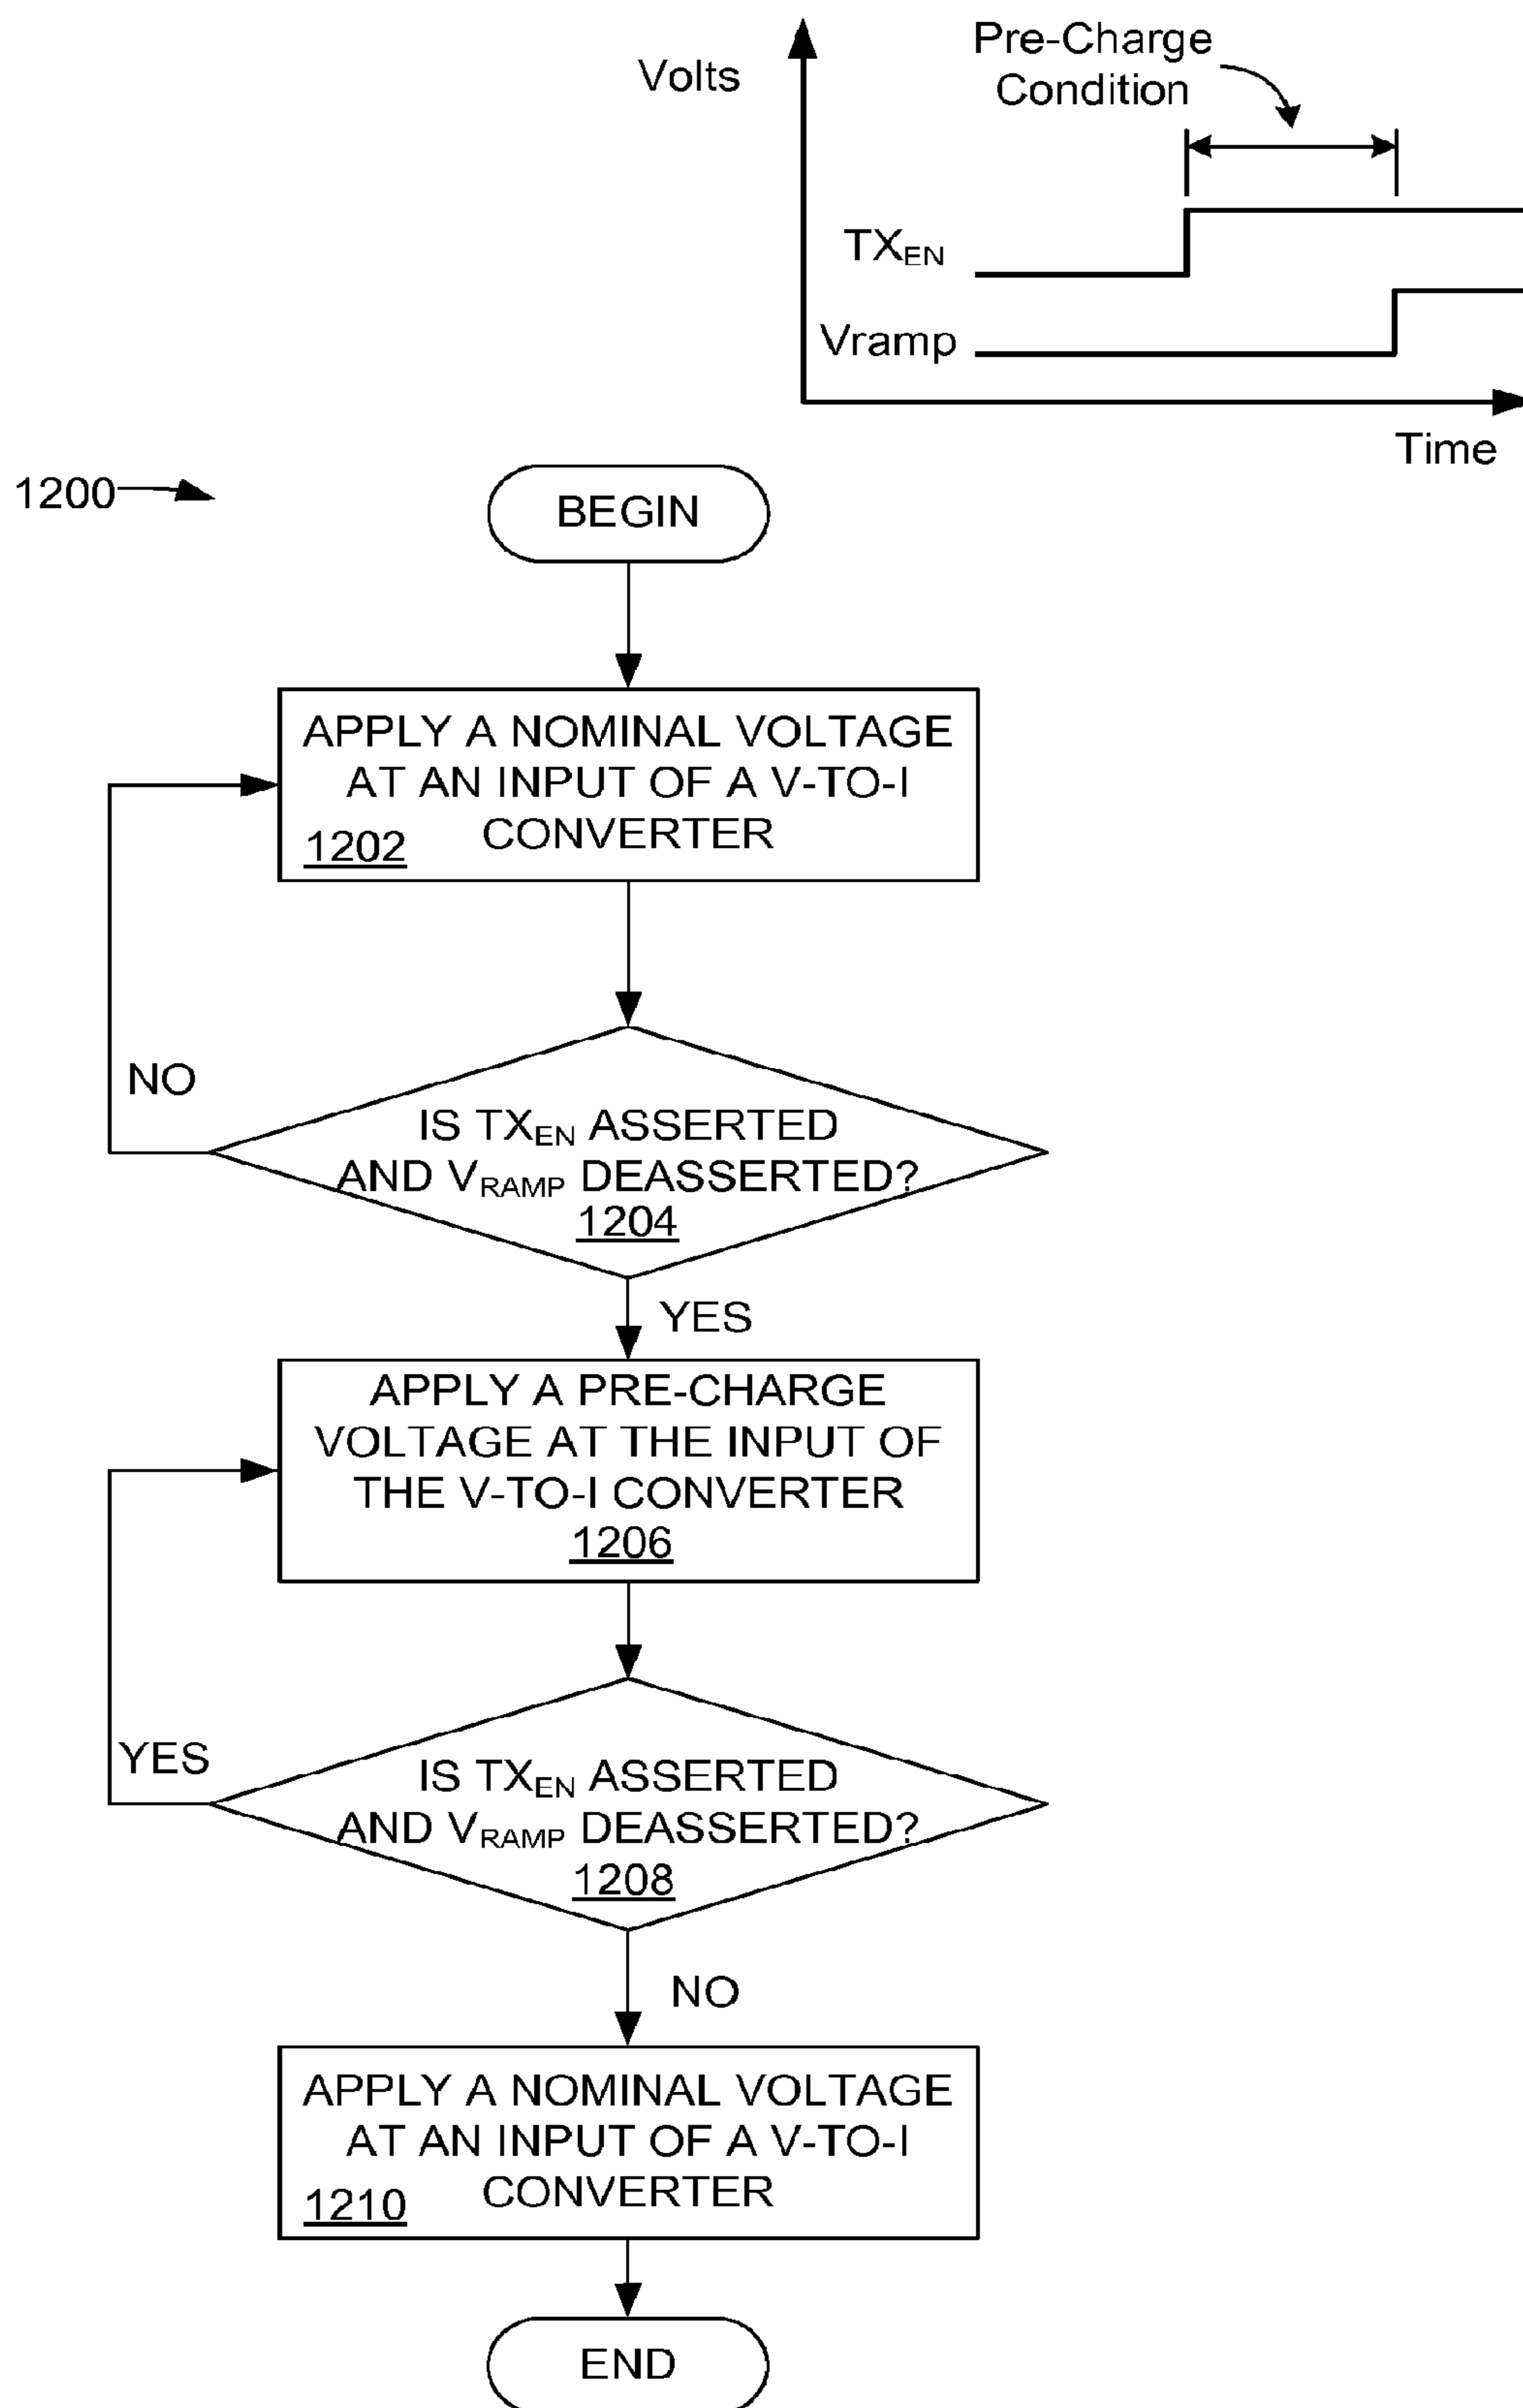 Volts
Pre-Charge
Condition
TXEN
Vramp
Time
1200
BEGIN
APPLY A NOMINAL VOLTAGE
AT AN INPUT OF A V-TO-I
CONVERTER
1202
NO
IS TXEN ASSERTED
AND VRAMP DEASSERTED?
1204
YES
APPLY A PRE-CHARGE
VOLTAGE AT THE INPUT OF
THE V-TO-I CONVERTER
1206
YES
IS TXEN ASSERTED
AND VRAMP DEASSERTED?
1208
NO
APPLY A NOMINAL VOLTAGE
AT AN INPUT OF A V-TO-I
CONVERTER
1210
END